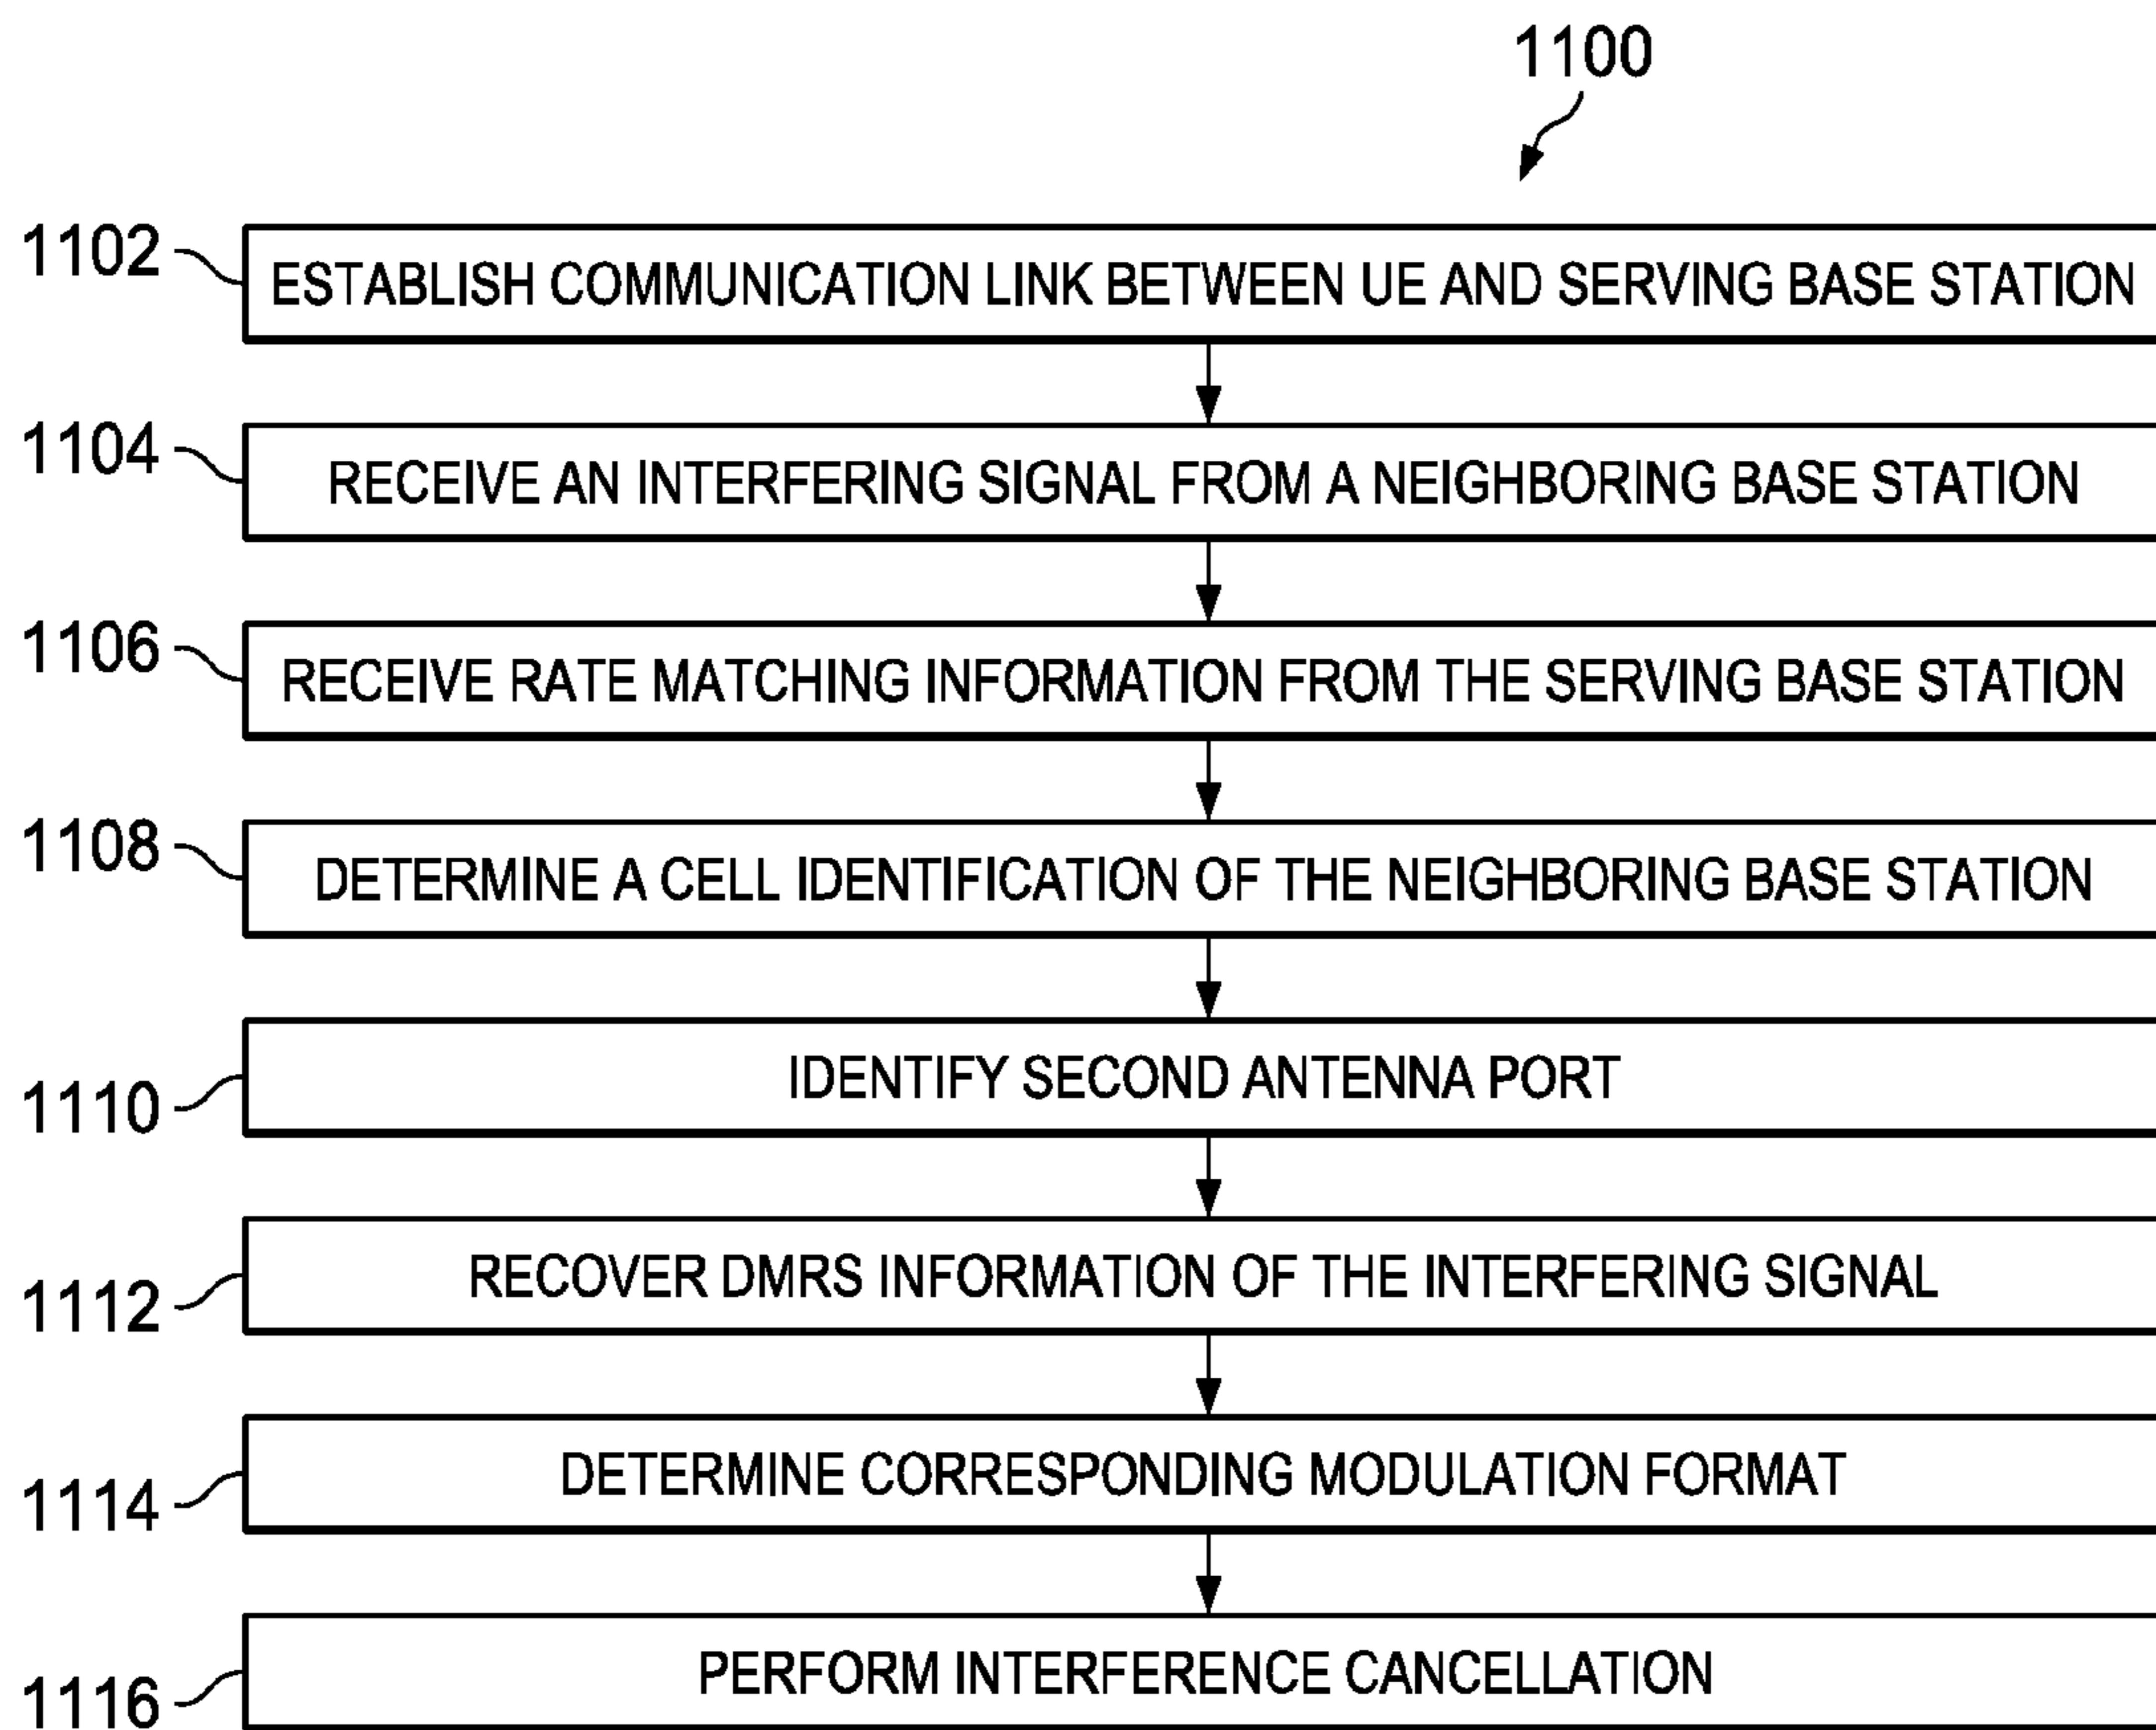 1100
1102
ESTABLISH COMMUNICATION LINK BETWEEN UE AND SERVING BASE STATION
1104
RECEIVE AN INTERFERING SIGNAL FROM A NEIGHBORING BASE STATION
1106
RECEIVE RATE MATCHING INFORMATION FROM THE SERVING BASE STATION
1108
DETERMINE A CELL IDENTIFICATION OF THE NEIGHBORING BASE STATION
1110
IDENTIFY SECOND ANTENNA PORT
1112
RECOVER DMRS INFORMATION OF THE INTERFERING SIGNAL
1114
DETERMINE CORRESPONDING MODULATION FORMAT
1116
PERFORM INTERFERENCE CANCELLATION